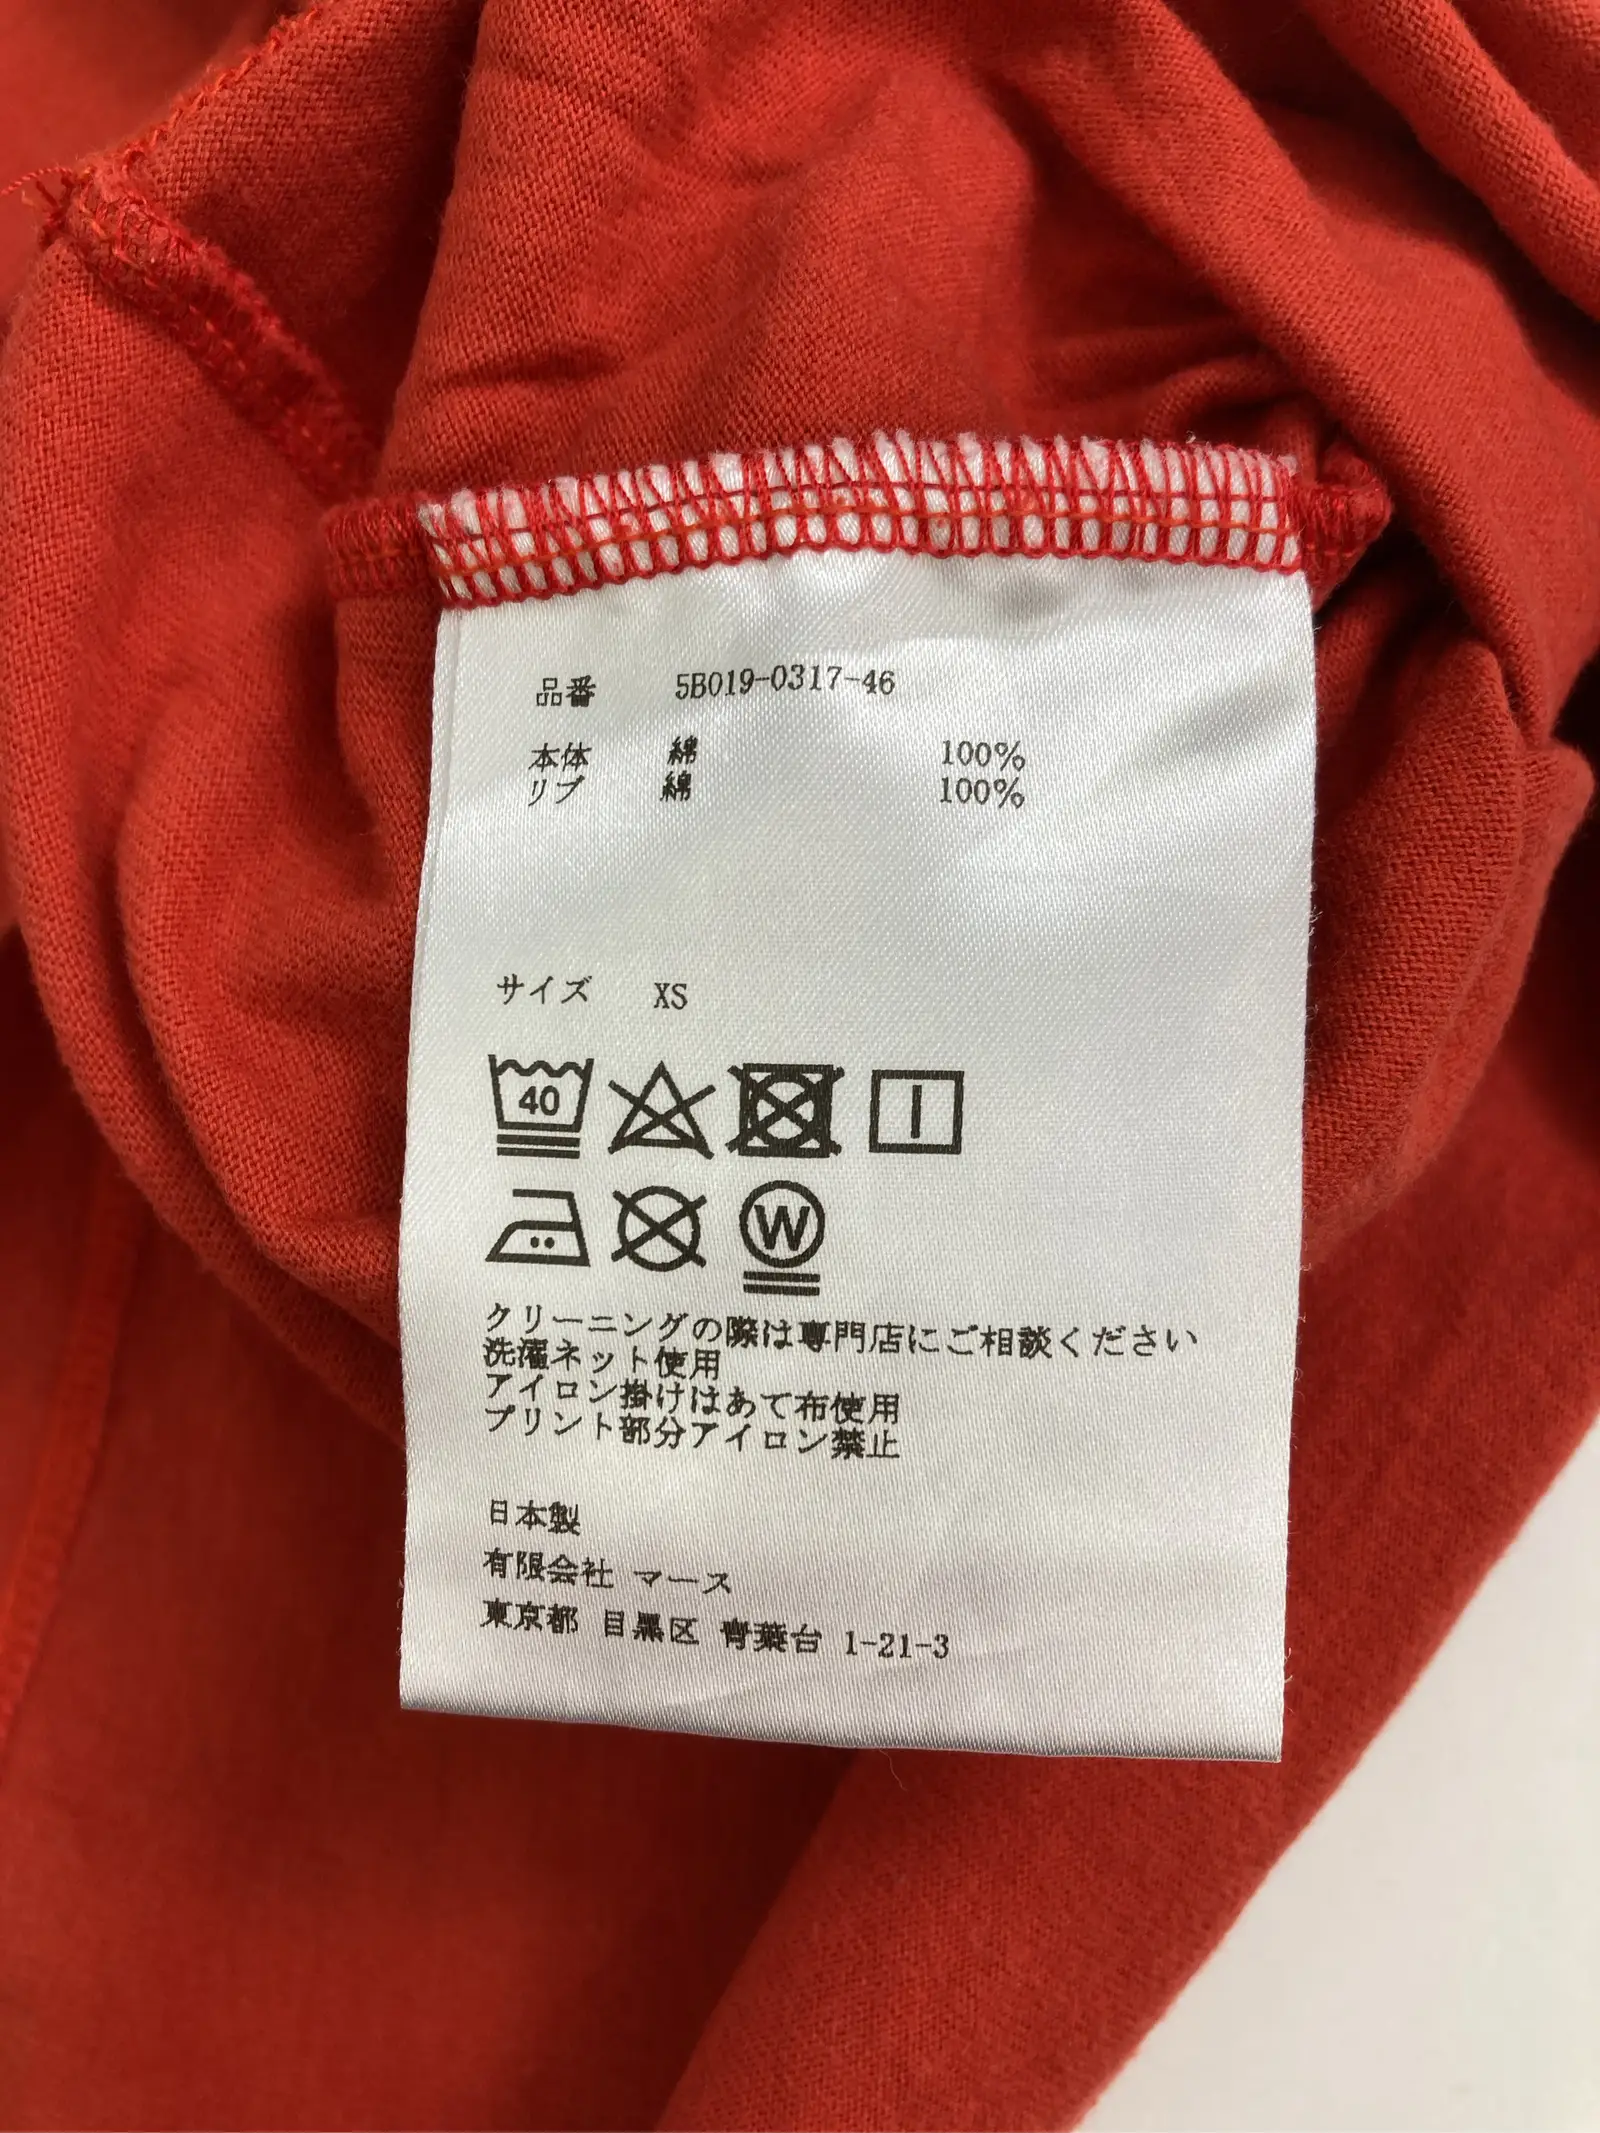 品番 5B019-0317-46
本体 綿 100%
リブ 綿 100%
サイズ XS
40
W
クリーニングの際は専門店にご相談ください
洗濯ネット使用
アイロン掛けはあて布使用
プリント部分アイロン禁止
日本製
有限会社 マース
東京都 目黒区 青葉台 1-21-3